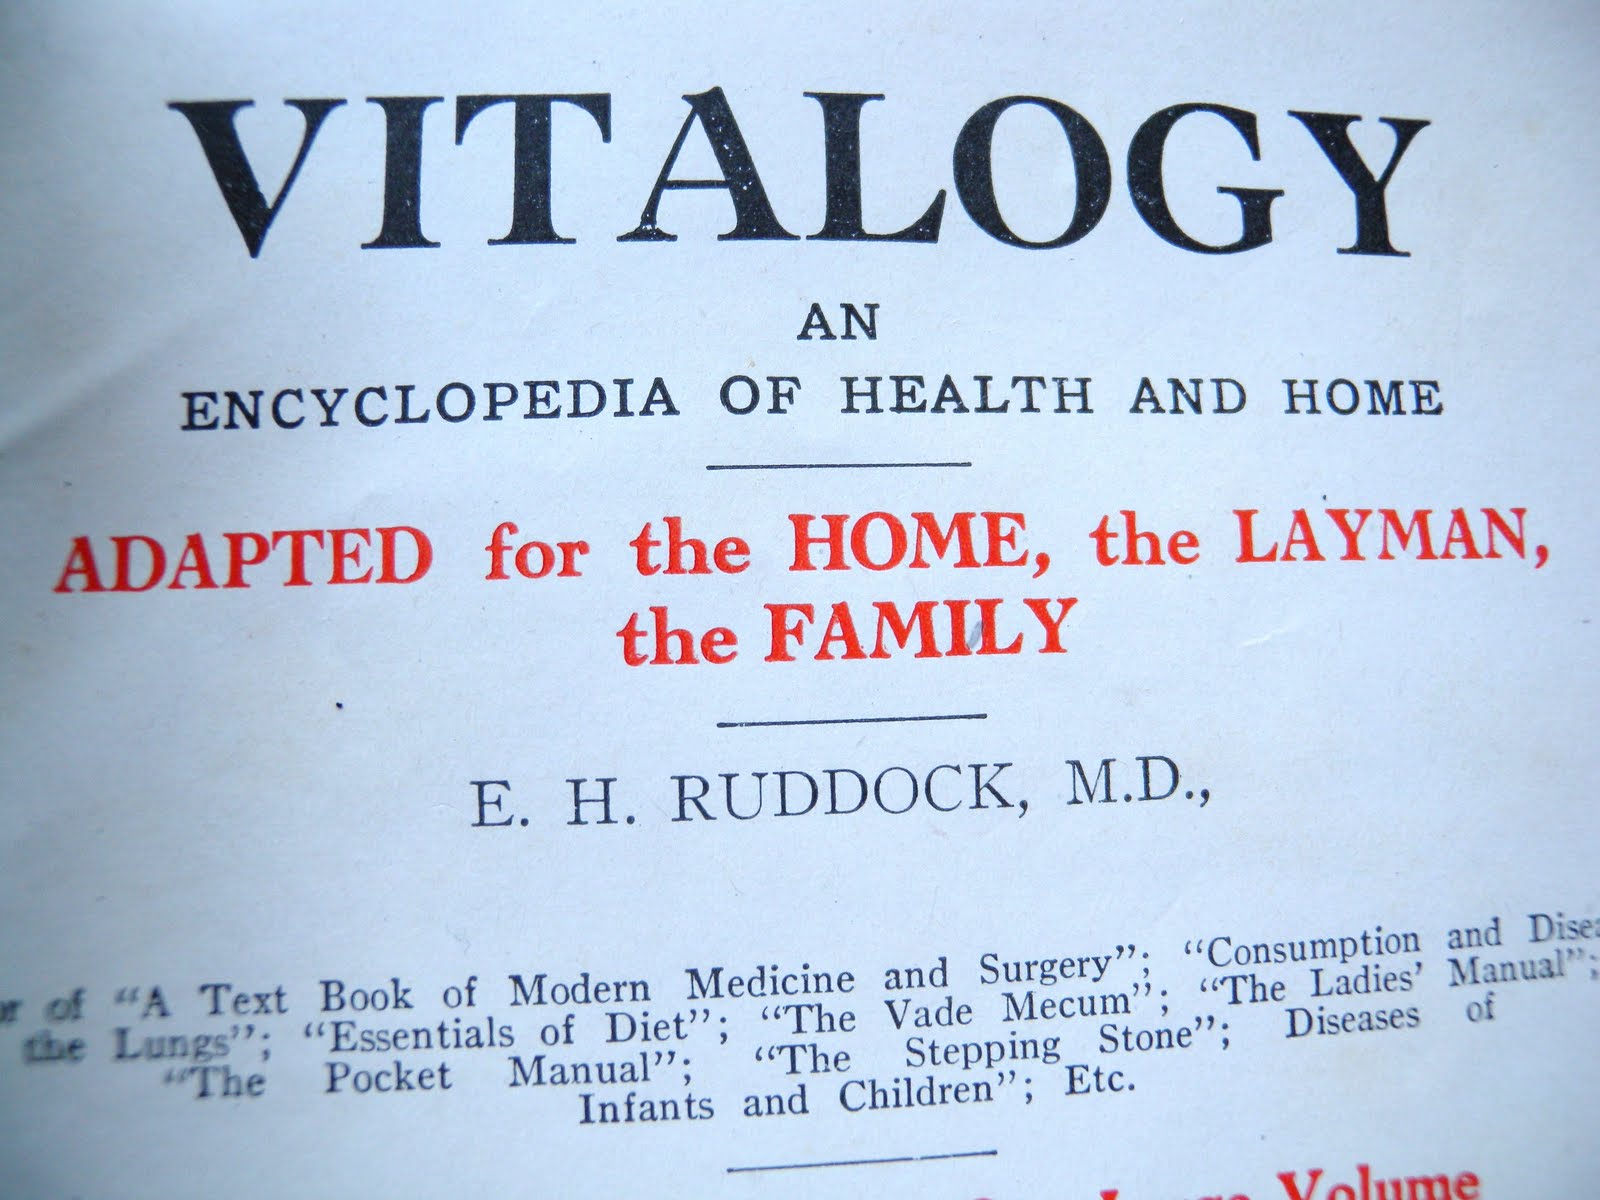 VITALOGY
AN
ENCYCLOPEDIA OF HEALTH AND HOME
ADAPTED for the HOME, the LAYMAN,
the FAMILY
E. H. RUDDOCK, M.D.,
of "A Text Book of Modern Medicine and Surgery"; "Consumption and
the Lungs"; "Essentials of Diet"; "The Vade Mecum"; "The Ladies' Manual";
"The Pocket Manual"; "The Stepping Stone"; Diseases of
Infants and Children"; Etc.
Volume